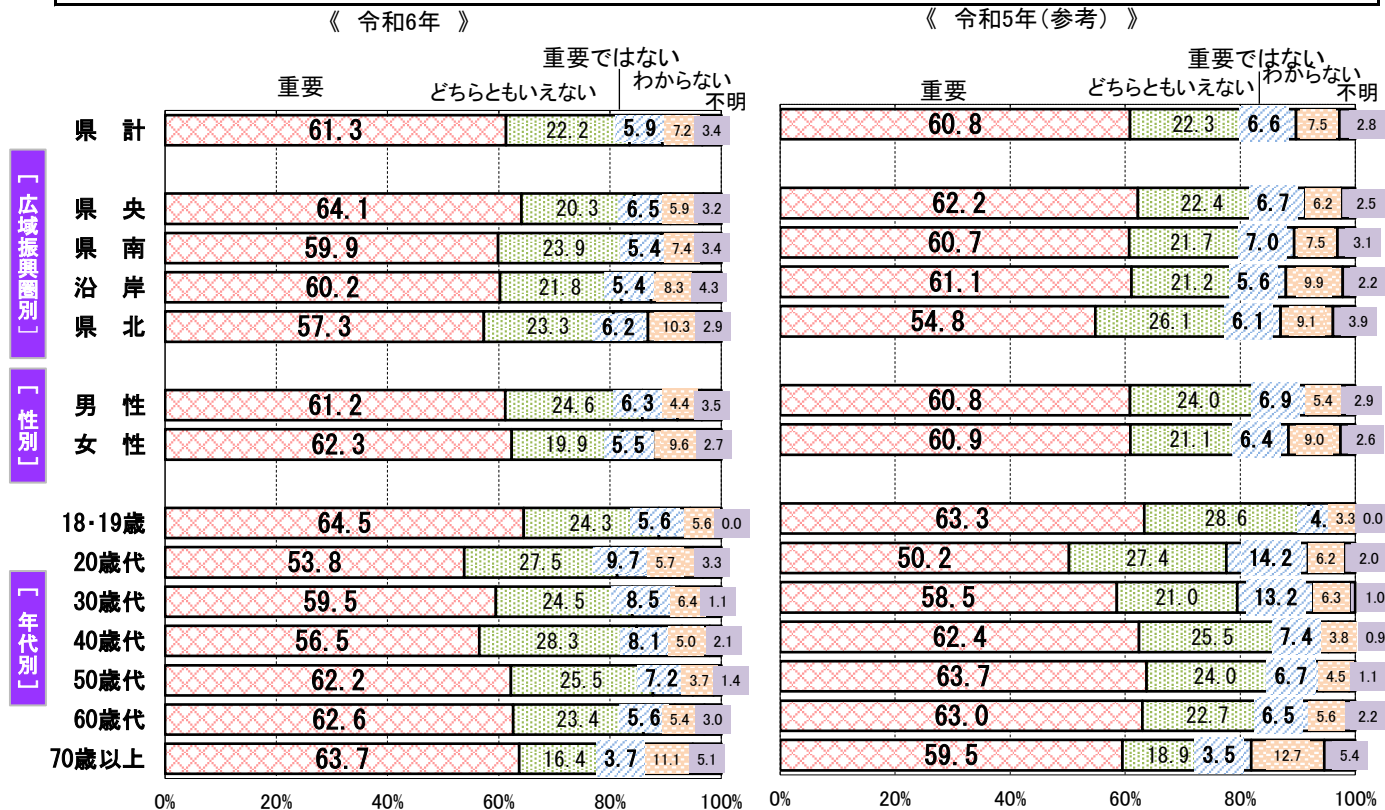 《 令和6年 》
《 令和5年(参考) 》
重要
どちらともいえない
重要ではない
わからない
不明
重要
どちらともいえない
重要ではない
わからない
不明
県 計 61.3 22.2 5.9 7.2 3.4 60.8 22.3 6.6 7.5 2.8
[ 広域振興圏別 ]
県 央 64.1 20.3 6.5 5.9 3.2 62.2 22.4 6.7 6.2 2.5
県 南 59.9 23.9 5.4 7.4 3.4 60.7 21.7 7.0 7.5 3.1
沿 岸 60.2 21.8 5.4 8.3 4.3 61.1 21.2 5.6 9.9 2.2
県 北 57.3 23.3 6.2 10.3 2.9 54.8 26.1 6.1 9.1 3.9
[ 性別 ]
男 性 61.2 24.6 6.3 4.4 3.5 60.8 24.0 6.9 5.4 2.9
女 性 62.3 19.9 5.5 9.6 2.7 60.9 21.1 6.4 9.0 2.6
[ 年代別 ]
18・19歳 64.5 24.3 5.6 5.6 0.0 63.3 28.6 4. 3.3 0.0
20歳代 53.8 27.5 9.7 5.7 3.3 50.2 27.4 14.2 6.2 2.0
30歳代 59.5 24.5 8.5 6.4 1.1 58.5 21.0 13.2 6.3 1.0
40歳代 56.5 28.3 8.1 5.0 2.1 62.4 25.5 7.4 3.8 0.9
50歳代 62.2 25.5 7.2 3.7 1.4 63.7 24.0 6.7 4.5 1.1
60歳代 62.6 23.4 5.6 5.4 3.0 63.0 22.7 6.5 5.6 2.2
70歳以上 63.7 16.4 3.7 11.1 5.1 59.5 18.9 3.5 12.7 5.4
0% 20% 40% 60% 80% 100% 0% 20% 40% 60% 80% 100%